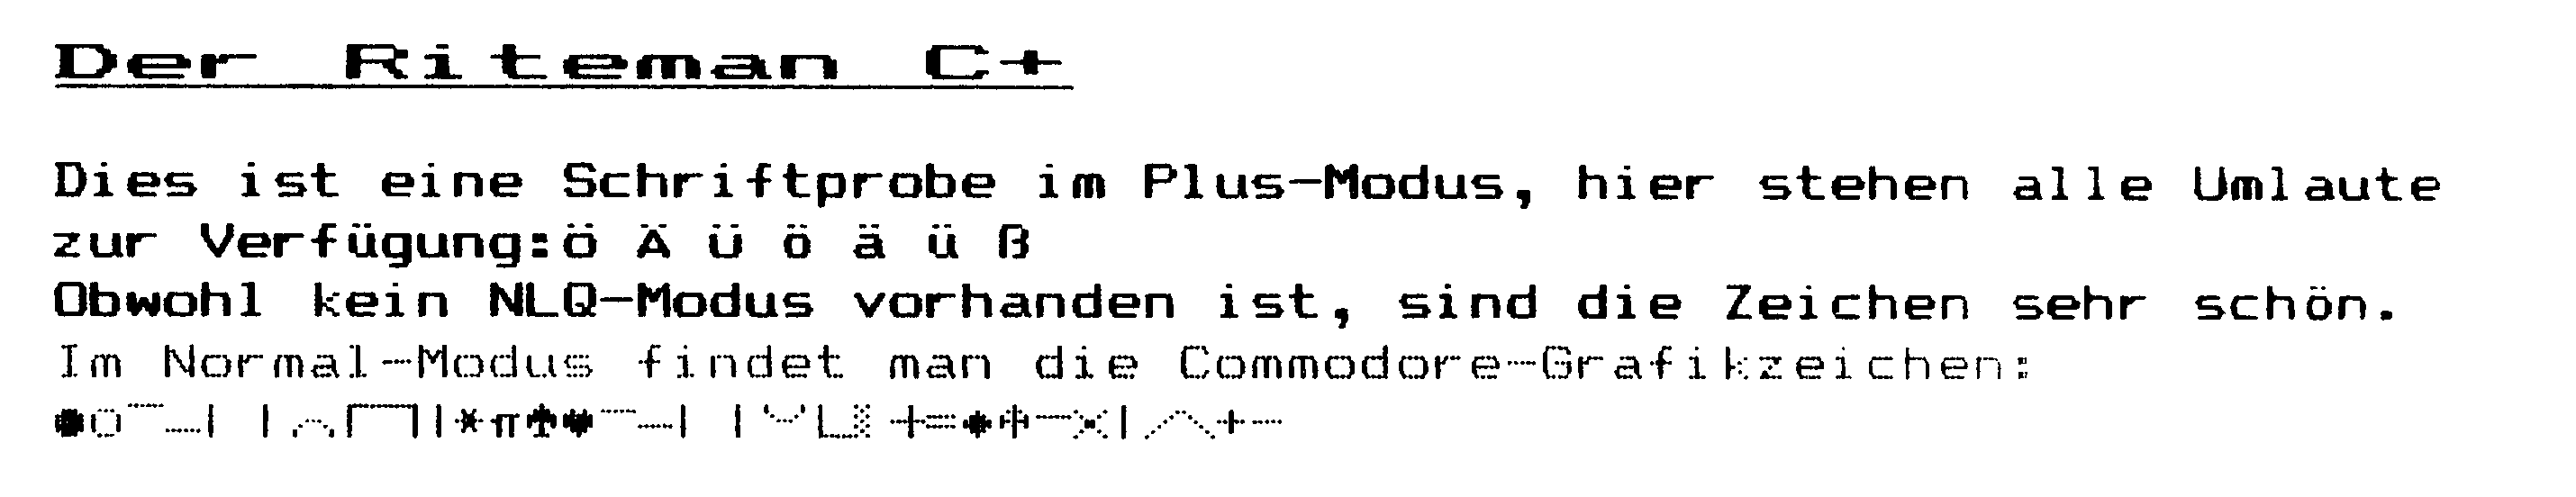 Der Riteman C+
Dies ist eine Schriftprobe im Plus-Modus, hier stehen alle Umlaute
zur Verfügung:Ö Ä Ü ö ä ü ß
Obwohl kein NLQ-Modus vorhanden ist, sind die Zeichen sehr schön.
Im Normal-Modus findet man die Commodore-Grafikzeichen: